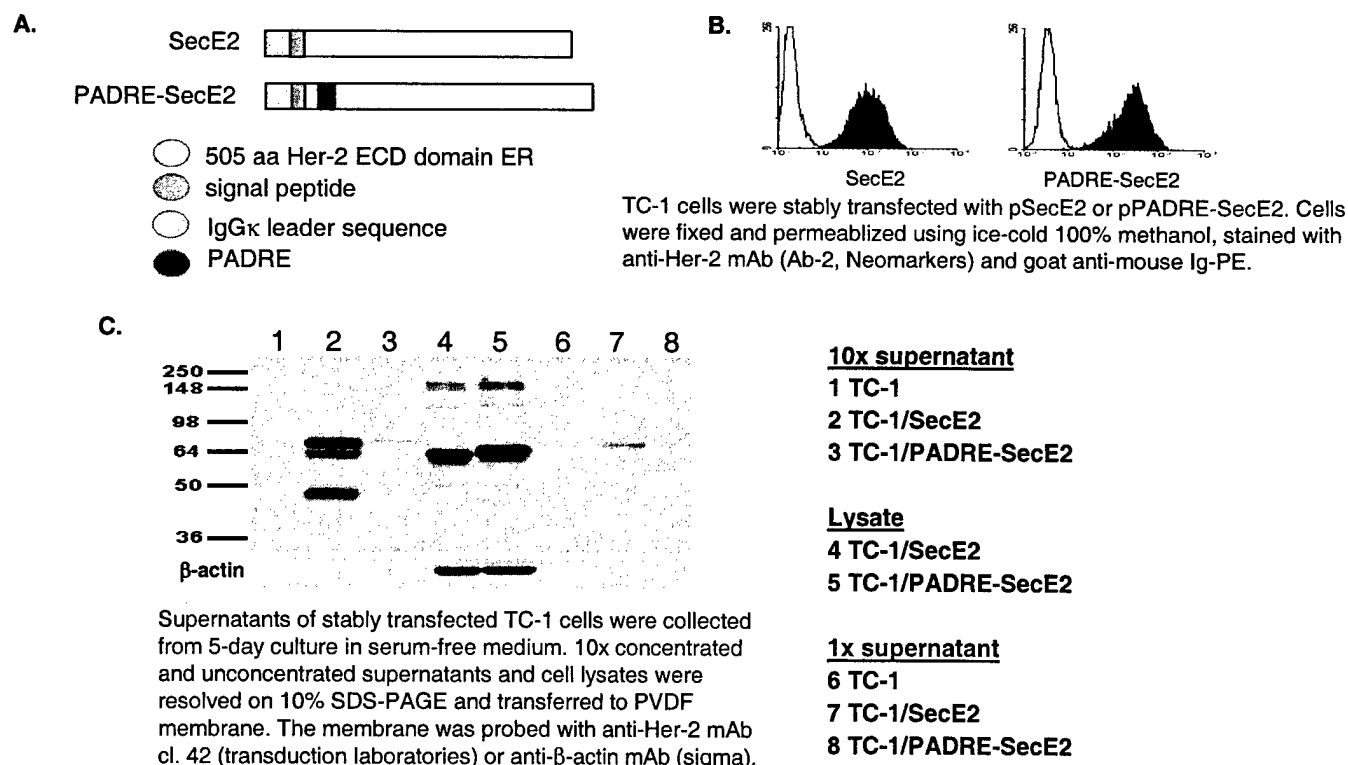 A.
SecE2
PADRE-SecE2
505 aa Her-2 ECD domain ER
signal peptide
IgGκ leader sequence
PADRE
B.
SecE2
PADRE-SecE2
TC-1 cells were stably transfected with pSecE2 or pPADRE-SecE2. Cells
were fixed and permeablized using ice-cold 100% methanol, stained with
anti-Her-2 mAb (Ab-2, Neomarkers) and goat anti-mouse Ig-PE.
C.
1 2 3 4 5 6 7 8
250
148
98
64
50
36
β-actin
10x supernatant
1 TC-1
2 TC-1/SecE2
3 TC-1/PADRE-SecE2
Lysate
4 TC-1/SecE2
5 TC-1/PADRE-SecE2
1x supernatant
6 TC-1
7 TC-1/SecE2
8 TC-1/PADRE-SecE2
Supernatants of stably transfected TC-1 cells were collected
from 5-day culture in serum-free medium. 10x concentrated
and unconcentrated supernatants and cell lysates were
resolved on 10% SDS-PAGE and transferred to PVDF
membrane. The membrane was probed with anti-Her-2 mAb
cl. 42 (transduction laboratories) or anti-β-actin mAb (sigma).